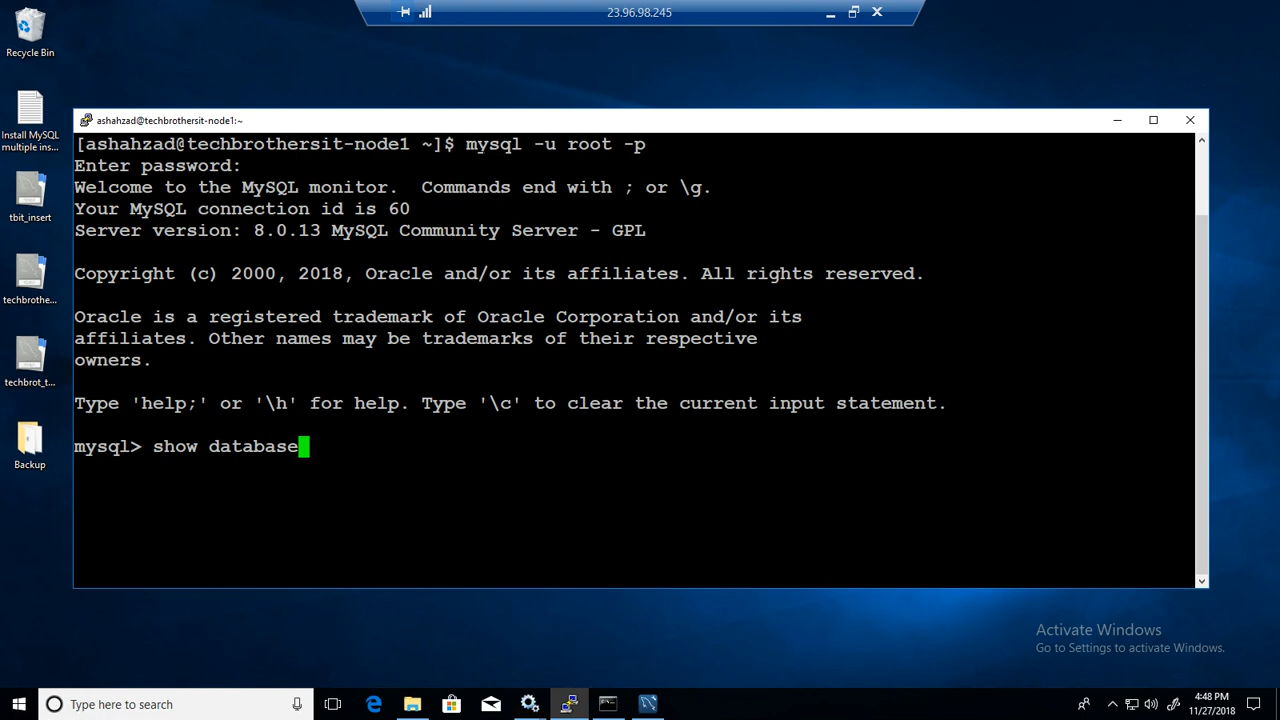 23.96.98.245
Recycle Bin
Install MySQL
multiple ins...
tbit_insert
techbrothe...
techbrot_t...
Backup
ashahzad@techbrothersit-node1:~
[ashahzad@techbrothersit-node1 ~]$ mysql -u root -p
Enter password:
Welcome to the MySQL monitor.  Commands end with ; or \g.
Your MySQL connection id is 60
Server version: 8.0.13 MySQL Community Server - GPL
Copyright (c) 2000, 2018, Oracle and/or its affiliates. All rights reserved.
Oracle is a registered trademark of Oracle Corporation and/or its
affiliates. Other names may be trademarks of their respective
owners.
Type 'help;' or '\h' for help. Type '\c' to clear the current input statement.
mysql> show database
Activate Windows
Go to Settings to activate Windows.
Type here to search
4:48 PM
11/27/2018